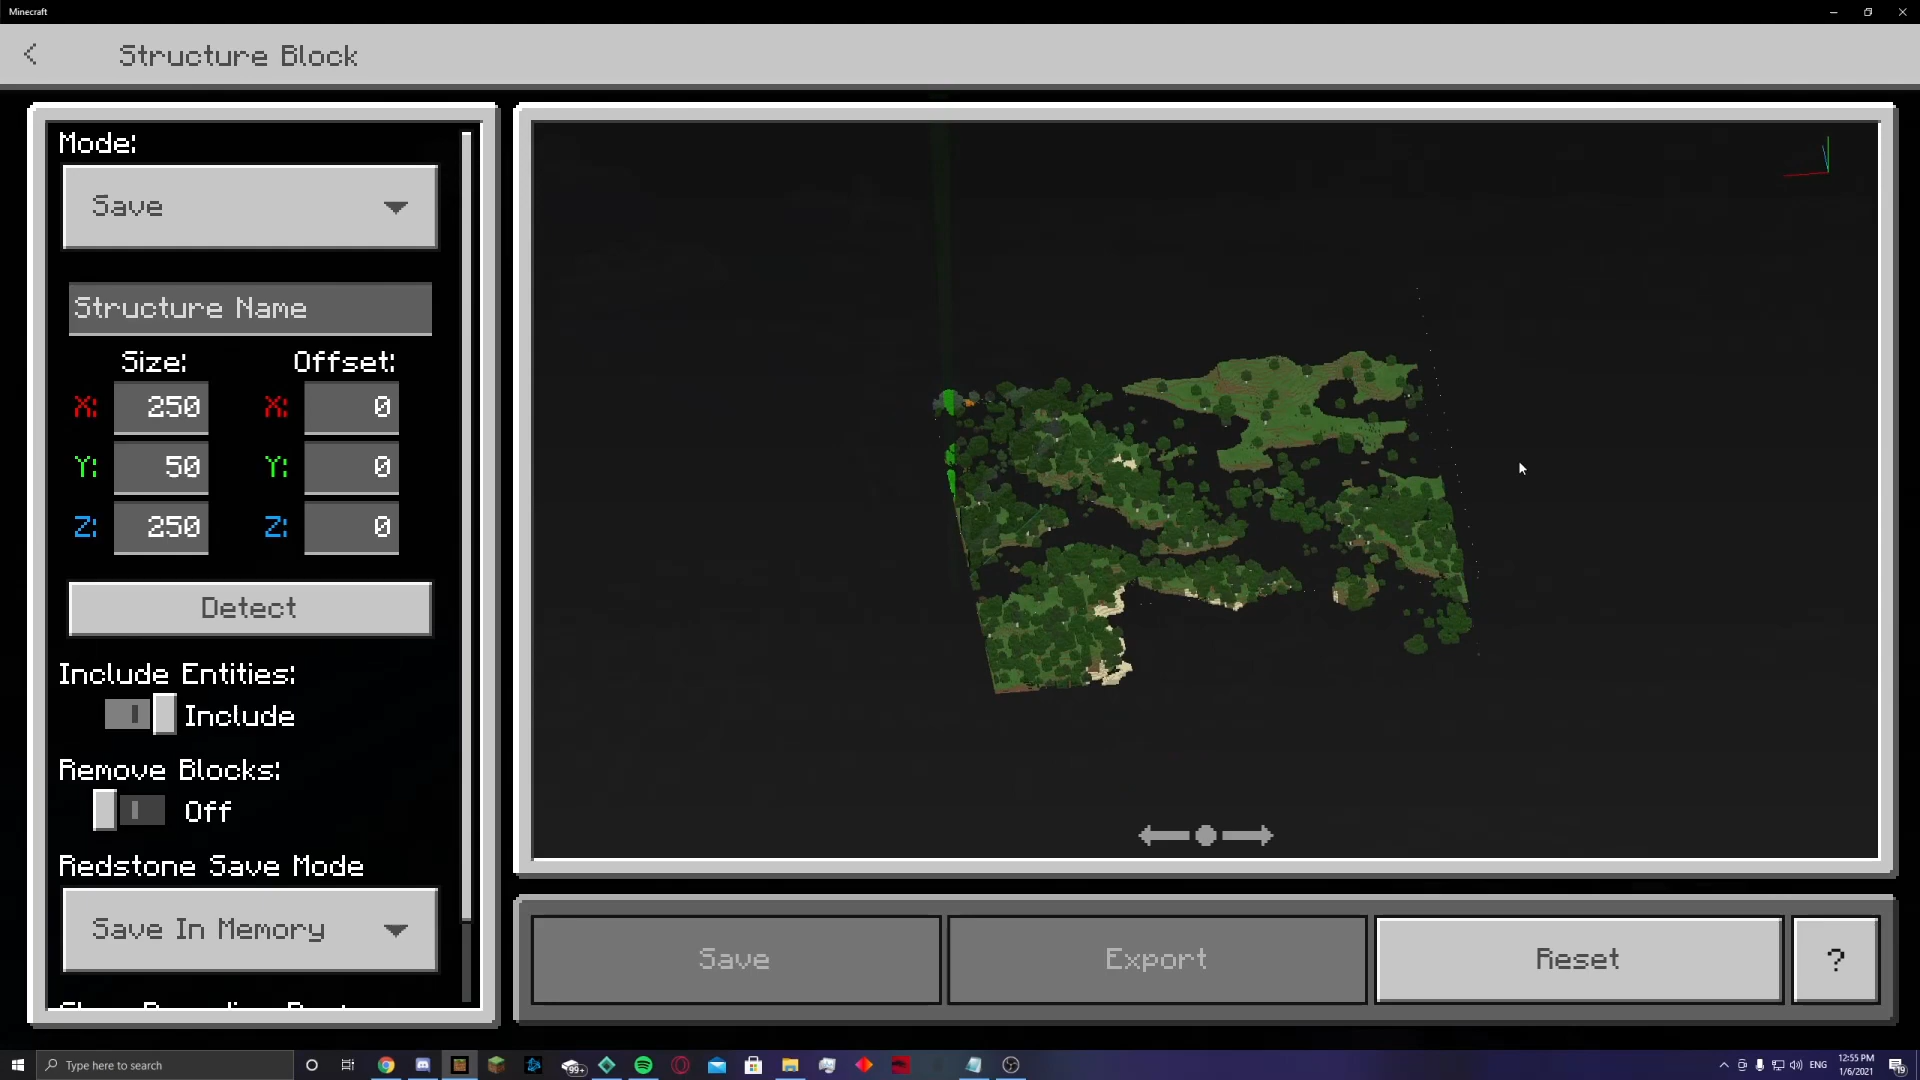 Minecraft
Structure Block
Mode:
Save
Structure Name
Size: Offset:
X: 250 X: 0
Y: 50 Y: 0
Z: 250 Z: 0
Detect
Include Entities:
Include
Remove Blocks:
Off
Redstone Save Mode
Save In Memory
Save Export Reset ?
Type here to search
99+
ENG
12:55 PM
1/6/2021
19